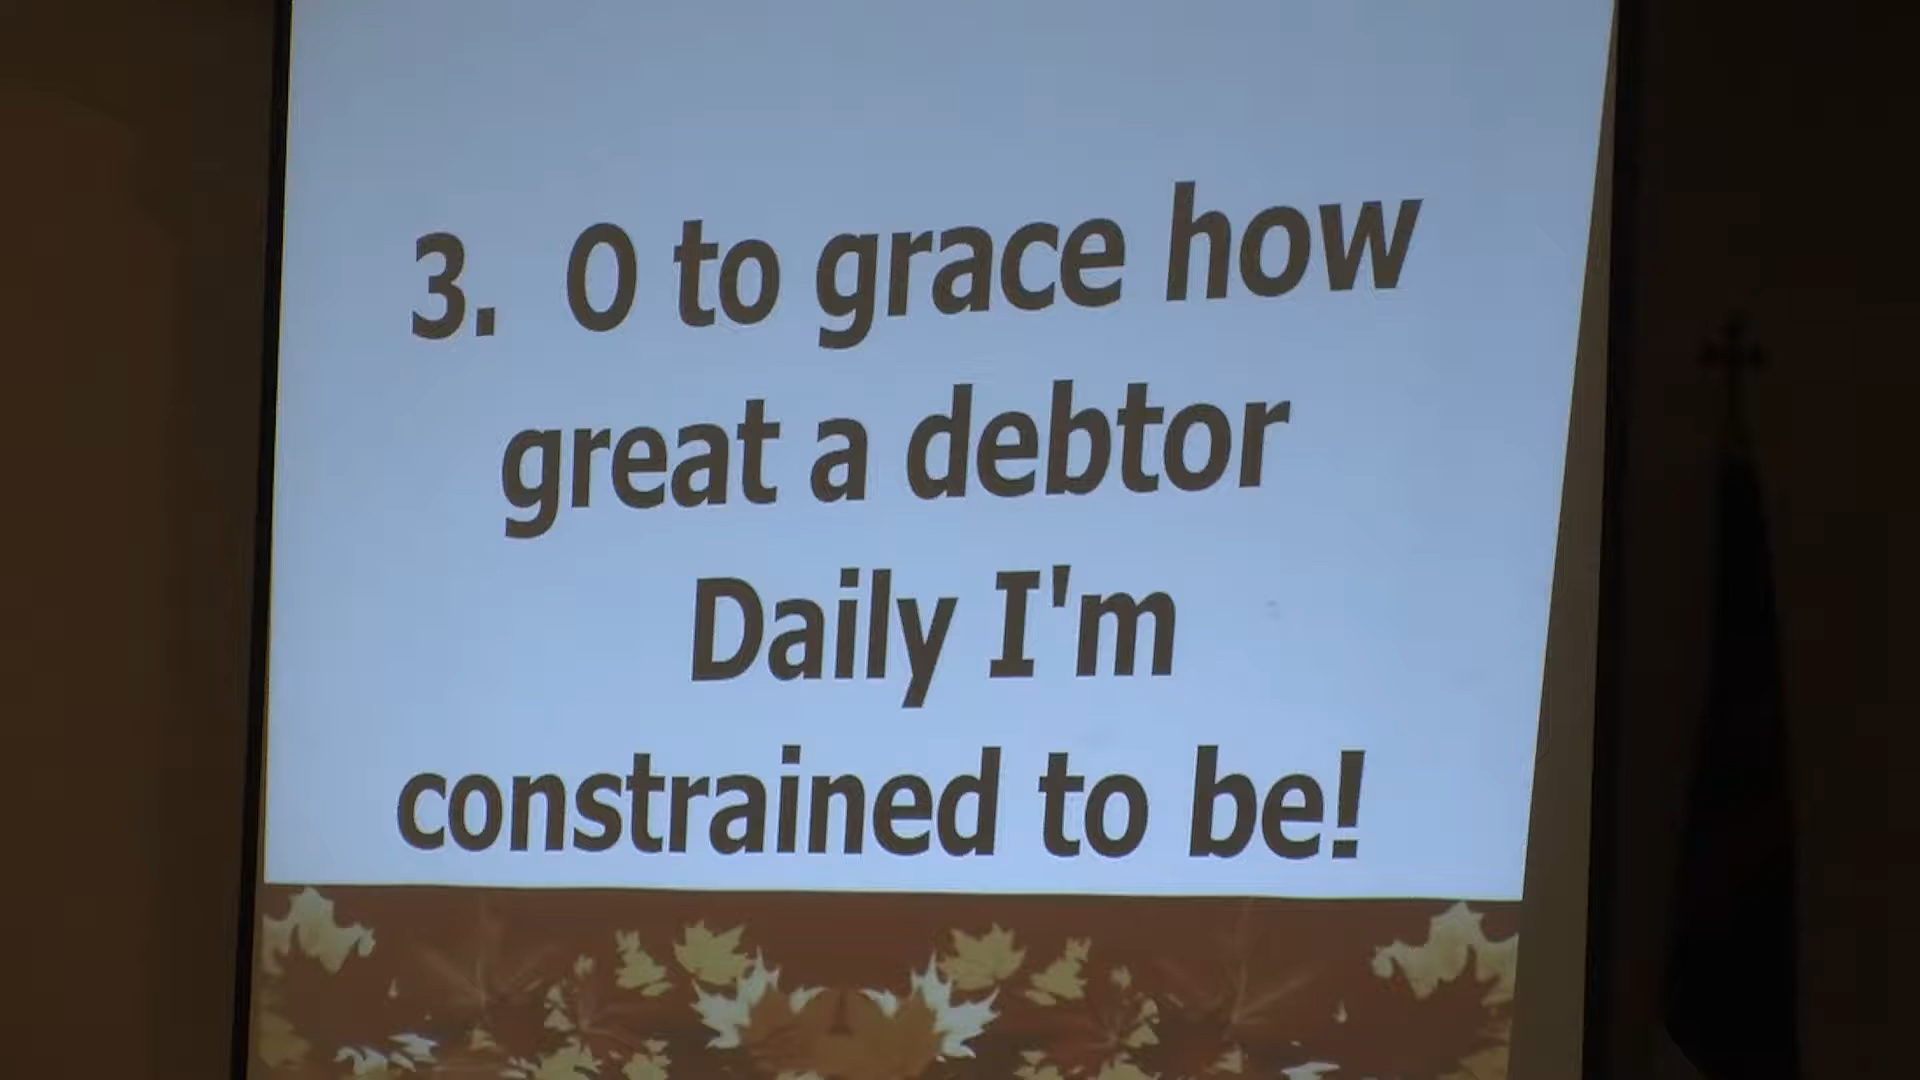 3. O to grace how
great a debtor
Daily I'm
constrained to be!